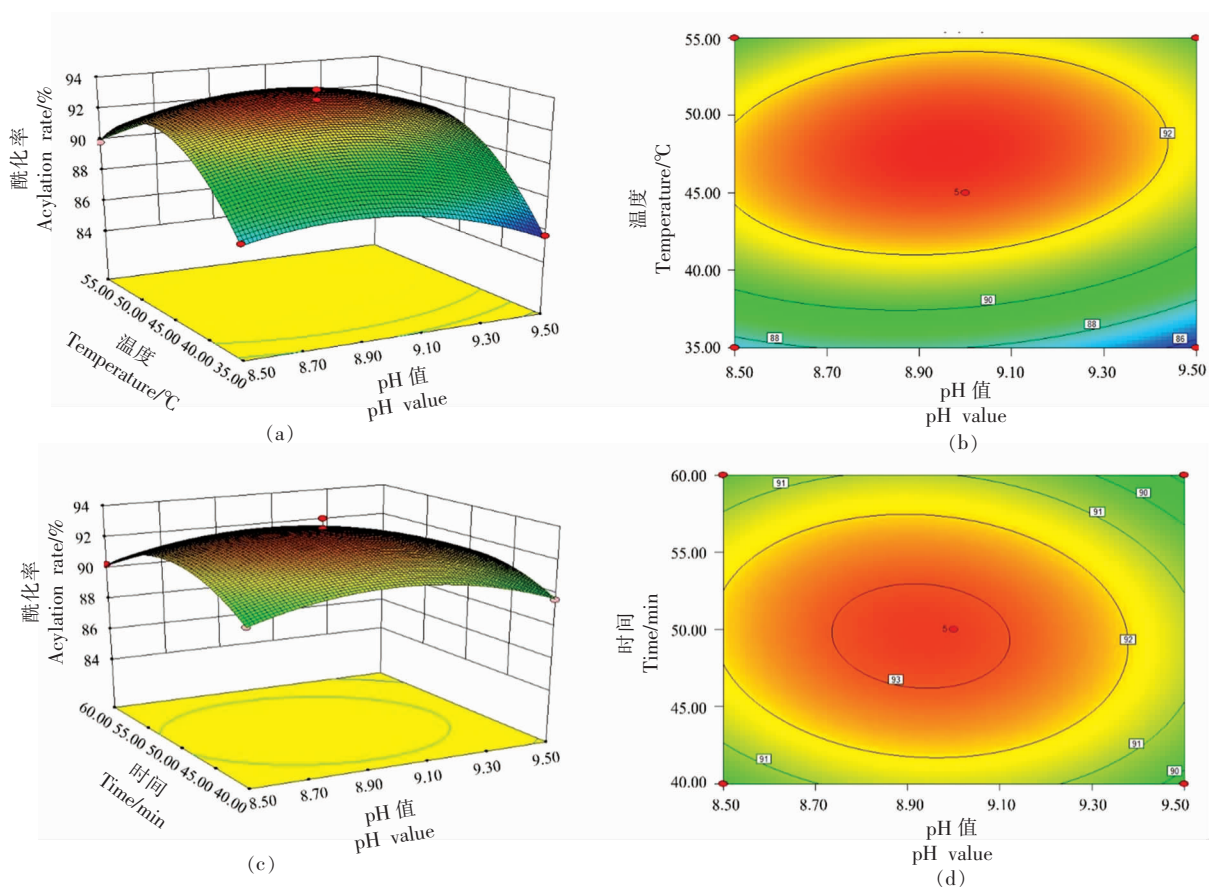 94
92
90
88
86
84
酰化率
Acylation rate/%
55.00
50.00
45.00
40.00
35.00
温度
Temperature/℃
8.50
8.70
8.90
9.10
9.30
9.50
pH 值
pH value
(a)
55.00
50.00
45.00
40.00
35.00
温度
Temperature/℃
92
5
90
88
88
86
8.50
8.70
8.90
9.10
9.30
9.50
pH 值
pH value
(b)
94
92
90
88
86
84
酰化率
Acylation rate/%
60.00
55.00
50.00
45.00
40.00
时间
Time/min
8.50
8.70
8.90
9.10
9.30
9.50
pH 值
pH value
(c)
60.00
55.00
50.00
45.00
40.00
时间
Time/min
91
90
91
5
92
93
91
91
90
8.50
8.70
8.90
9.10
9.30
9.50
pH 值
pH value
(d)